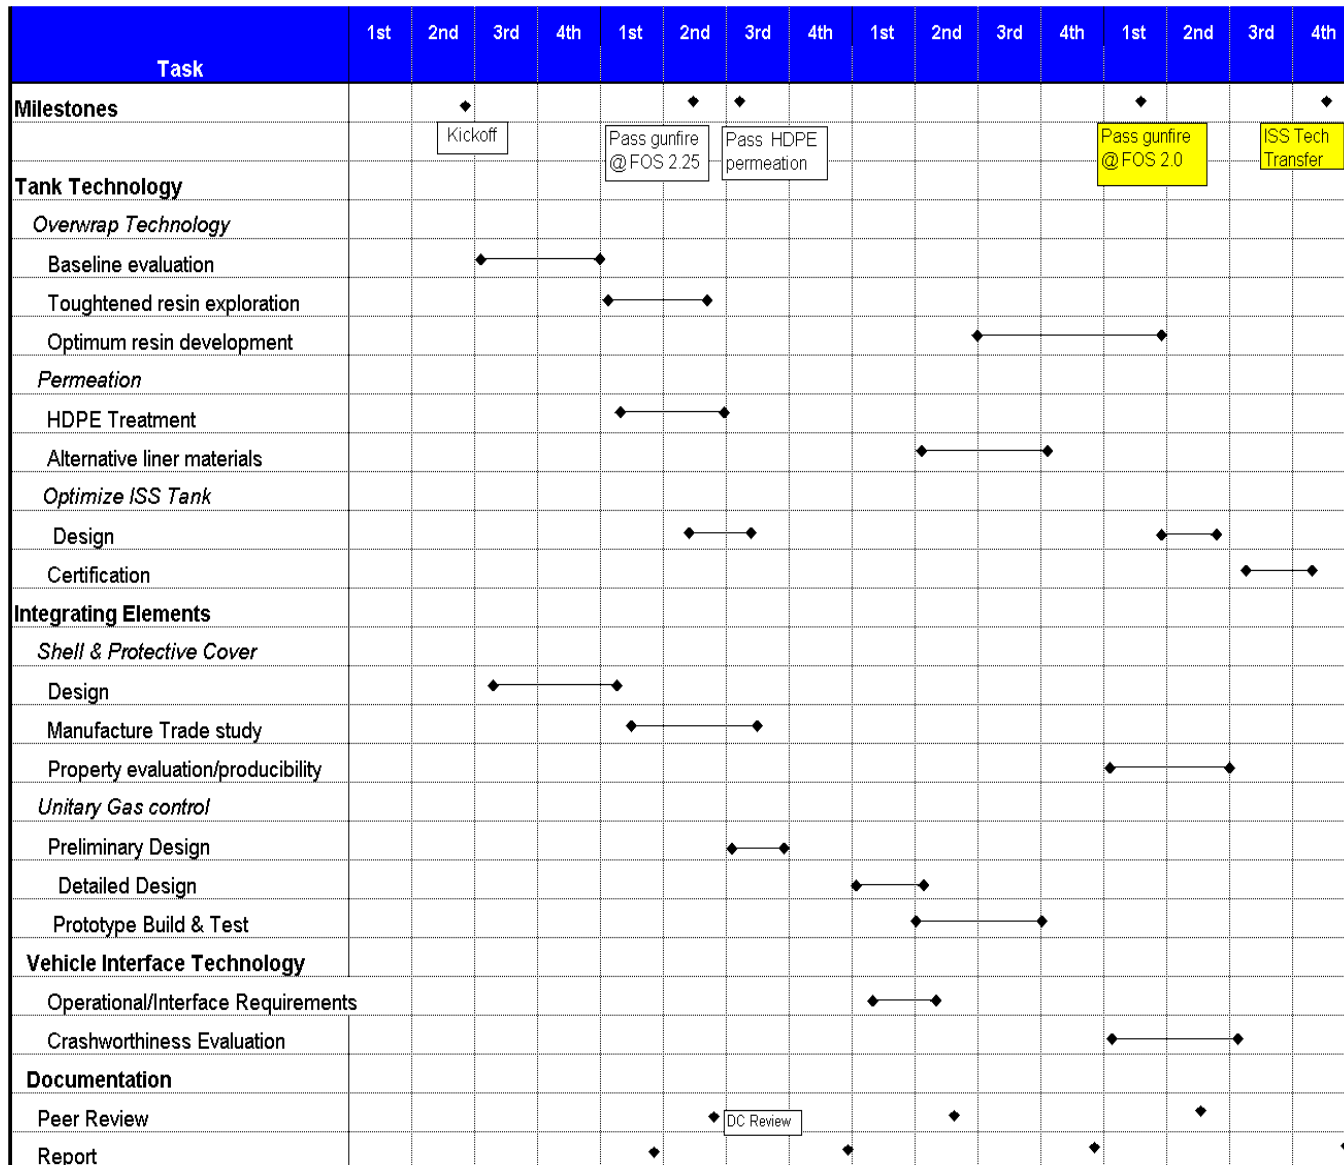 1st 2nd 3rd 4th 1st 2nd 3rd 4th 1st 2nd 3rd 4th 1st 2nd 3rd 4th
Task
Milestones
Kickoff
Pass gunfire
@ FOS 2.25
Pass HDPE
permeation
Pass gunfire
@ FOS 2.0
ISS Tech
Transfer
Tank Technology
Overwrap Technology
Baseline evaluation
Toughtened resin exploration
Optimum resin development
Permeation
HDPE Treatment
Alternative liner materials
Optimize ISS Tank
Design
Certification
Integrating Elements
Shell & Protective Cover
Design
Manufacture Trade study
Property evaluation/producibility
Unitary Gas control
Preliminary Design
Detailed Design
Prototype Build & Test
Vehicle Interface Technology
Operational/Interface Requirements
Crashworthiness Evaluation
Documentation
Peer Review
DC Review
Report